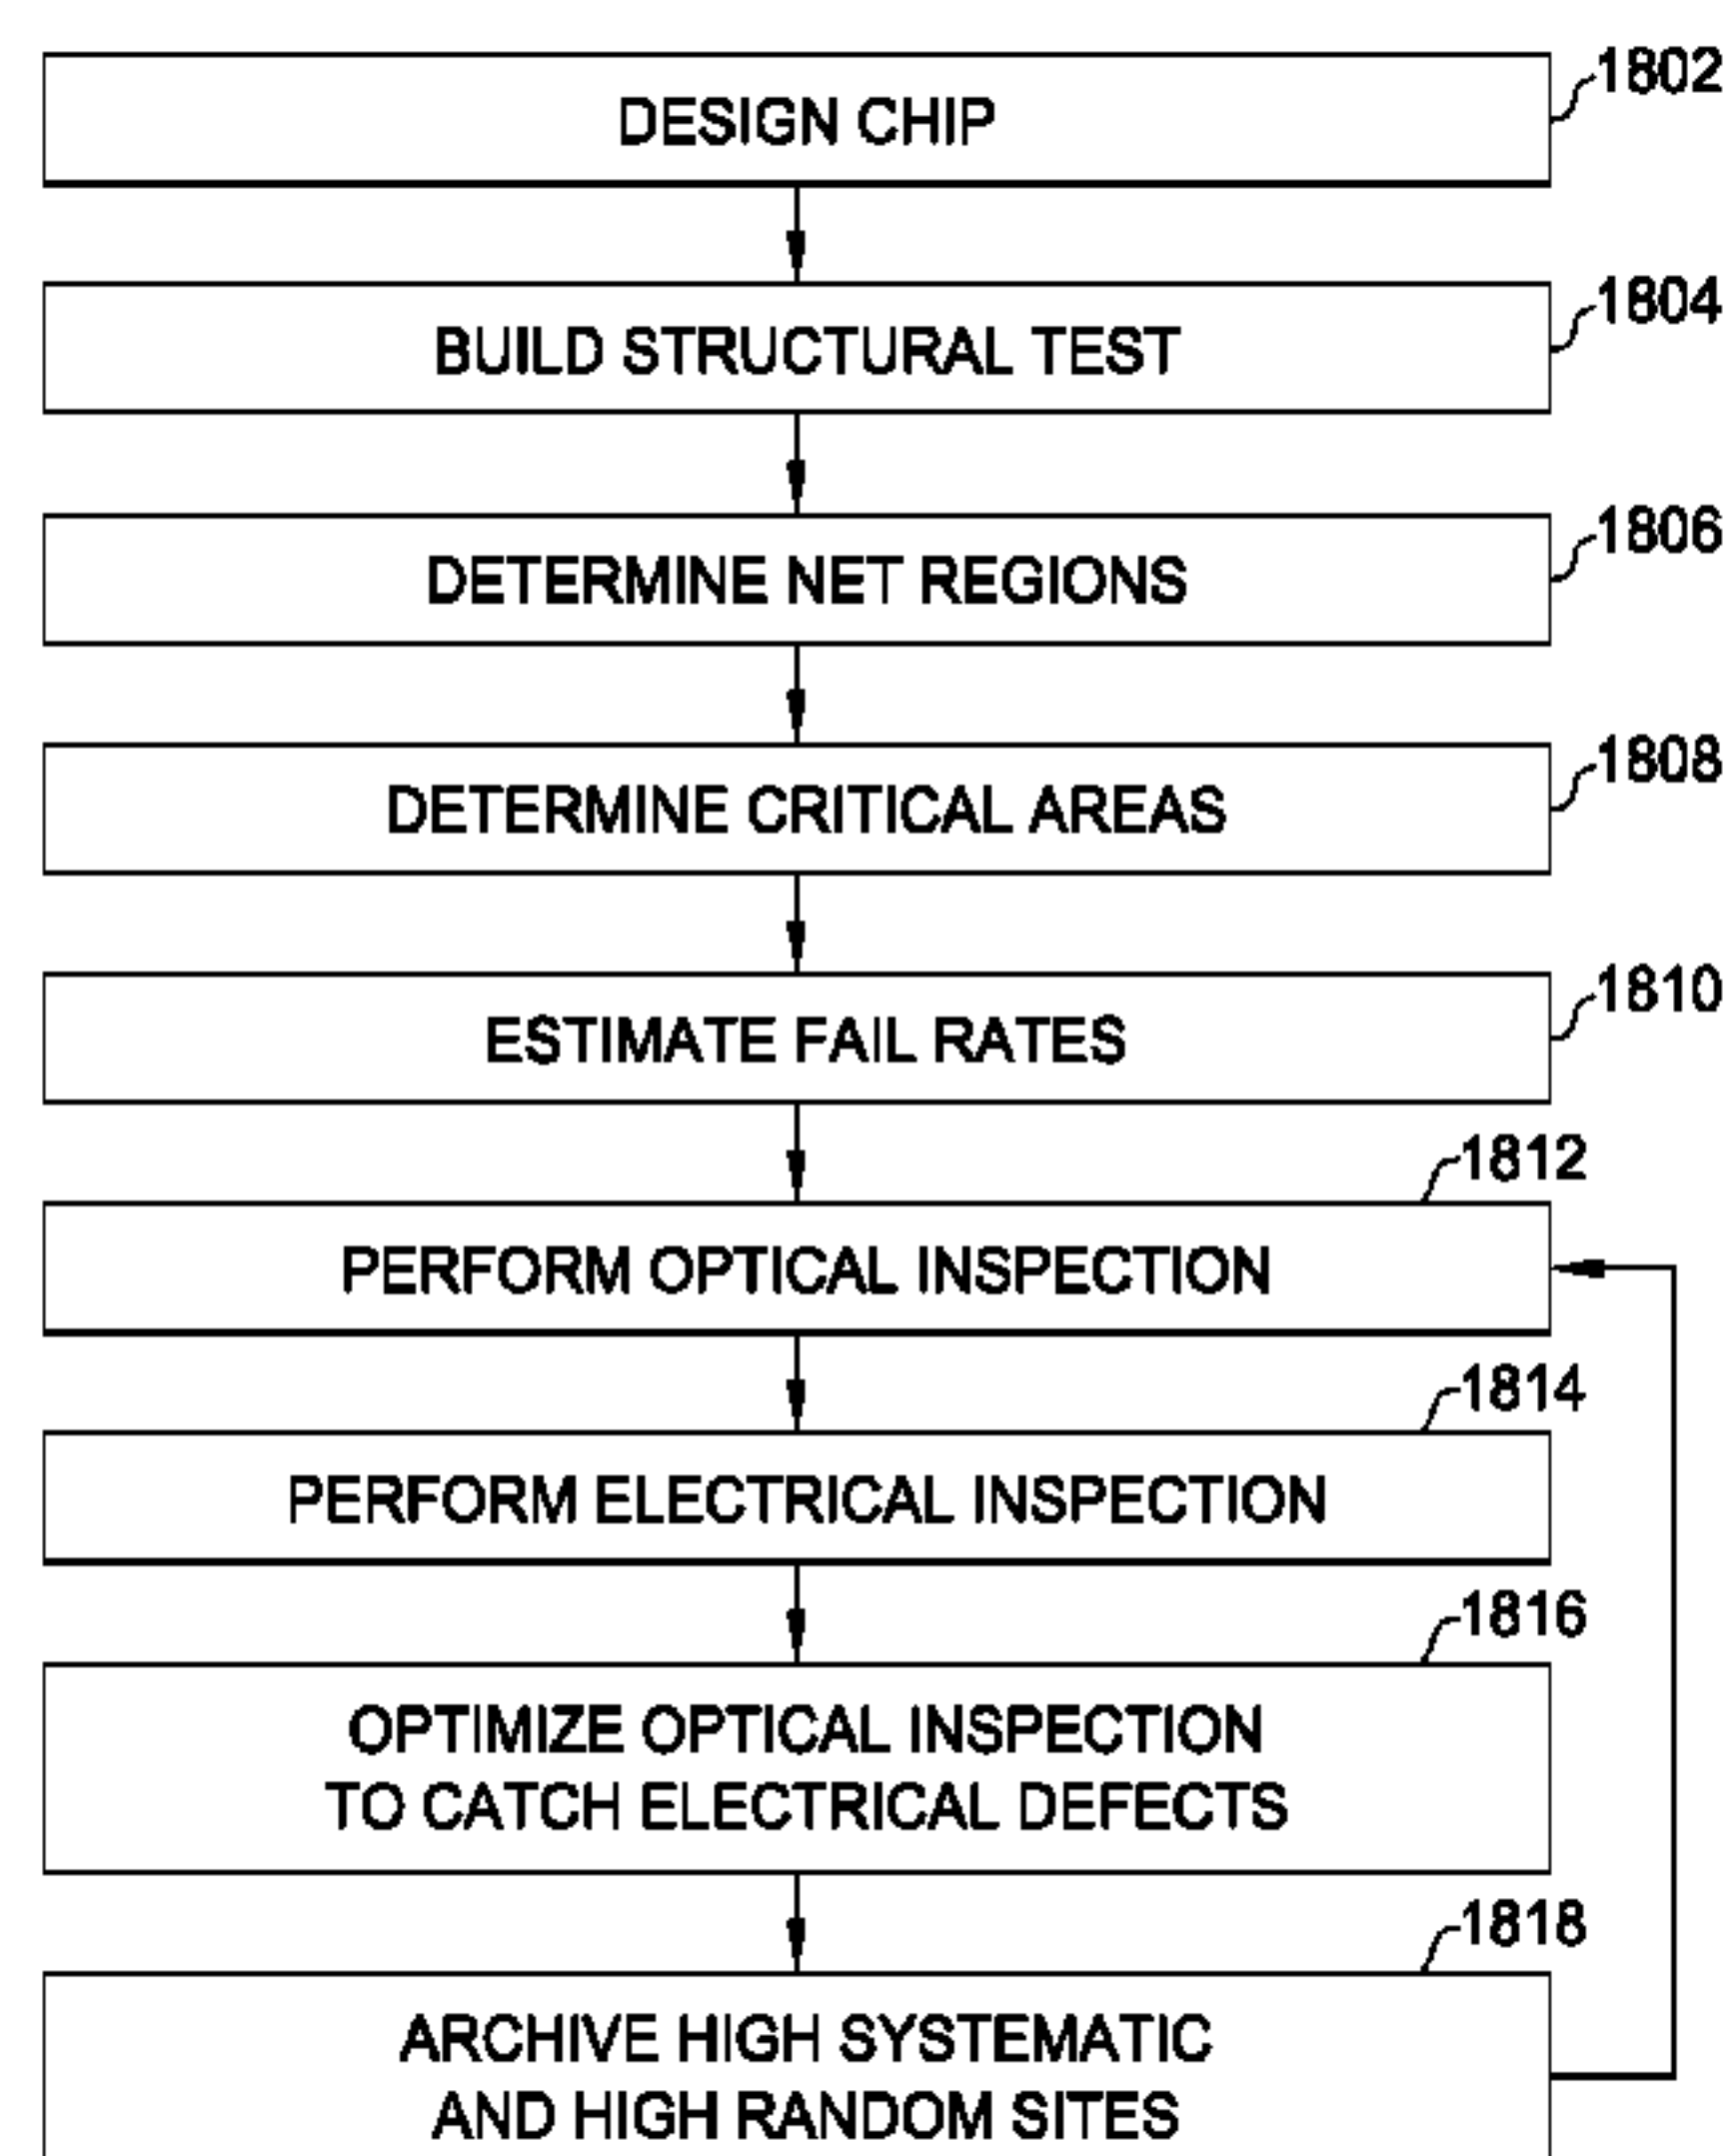 1802
DESIGN CHIP
1804
BUILD STRUCTURAL TEST
1806
DETERMINE NET REGIONS
1808
DETERMINE CRITICAL AREAS
1810
ESTIMATE FAIL RATES
1812
PERFORM OPTICAL INSPECTION
1814
PERFORM ELECTRICAL INSPECTION
1816
OPTIMIZE OPTICAL INSPECTION
TO CATCH ELECTRICAL DEFECTS
1818
ARCHIVE HIGH SYSTEMATIC
AND HIGH RANDOM SITES